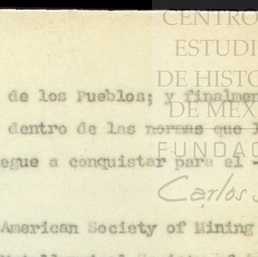 CENTRO
ESTUDI
DE HISTO
DE MÉX
FUNDAC
Carlos S
de los Pueblos; y finalmen
dentro de las normas que l
egue a conquistar para el -
American Society of Mining